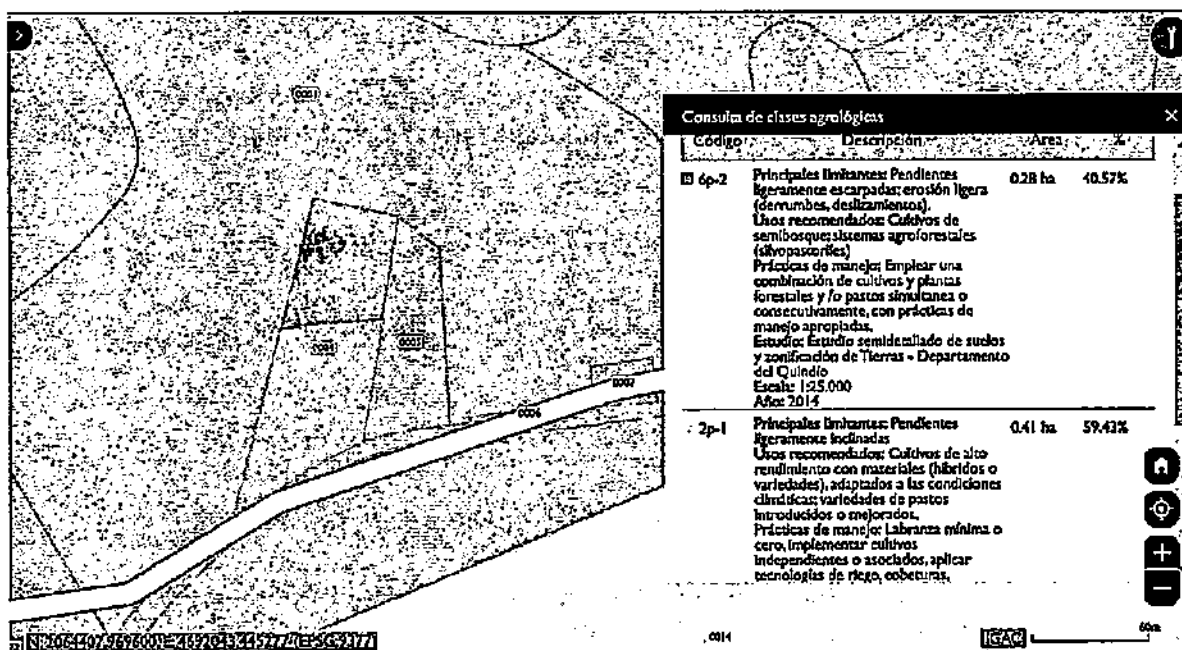 0001
Consulta de clases agrológicas
Código Descripción Área %
6p-2 Principales limitantes: Pendientes 0.28 ha 40.57%
ligeramente escarpadas; erosión ligera
(derrumbes, deslizamientos).
Usos recomendados: Cultivos de
semibosque; sistemas agroforestales
(silvopastoriles)
Prácticas de manejo: Emplear una
combinación de cultivos y plantas
forestales y /o pastos simultanea o
consecutivamente, con prácticas de
manejo apropiadas.
Estudio: Estudio semidetallado de suelos
y zonificación de Tierras - Departamento
del Quindío
Escala: 1:25.000
Año: 2014
2p-1 Principales limitantes: Pendientes 0.41 ha 59.43%
ligeramente inclinadas
Usos recomendados: Cultivos de alto
rendimiento con materiales (híbridos o
variedades), adaptados a las condiciones
climáticas; variedades de pastos
introducidos o mejorados.
Prácticas de manejo: Labranza mínima o
cero, implementar cultivos
independientes o asociados, aplicar
tecnologías de riego, coberturas,
0007
0006
0014
IGAC
60m